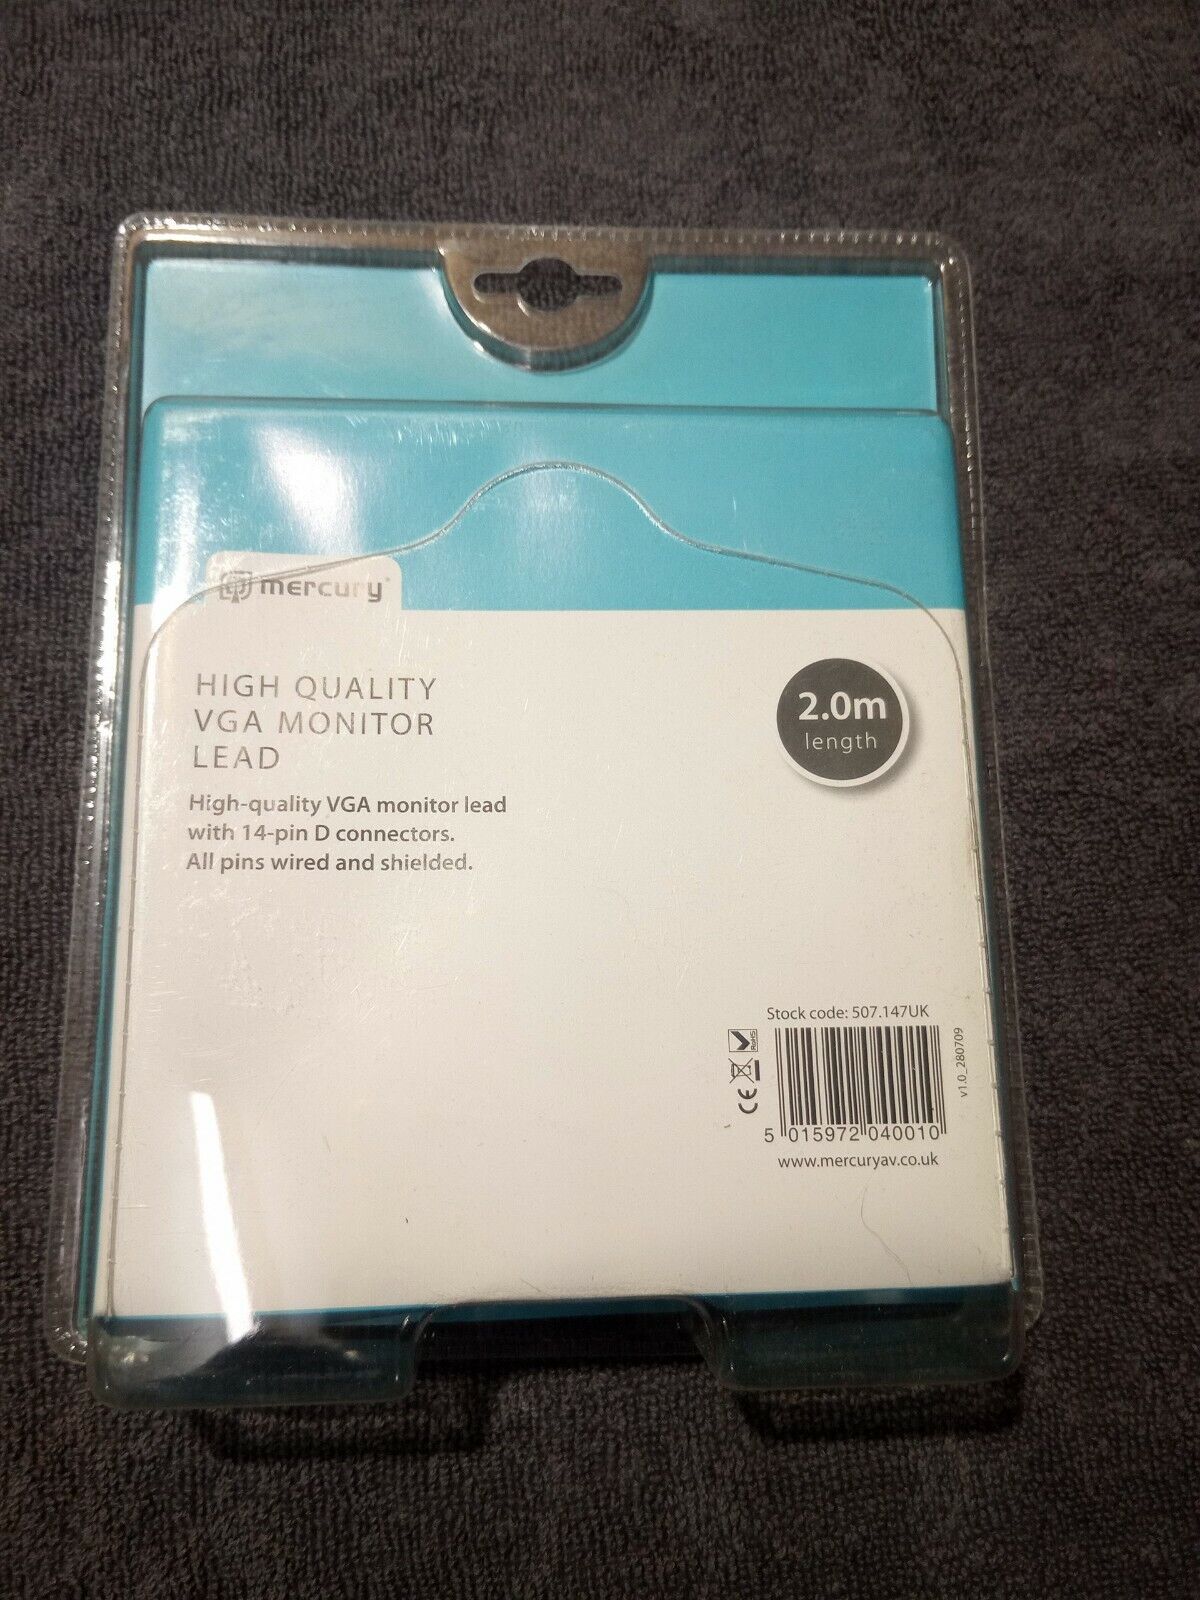 mercury
HIGH QUALITY
VGA MONITOR
LEAD
2.0m
length
High-quality VGA monitor lead
with 14-pin D connectors.
All pins wired and shielded.
Stock code: 507.147UK
RoHS
CE
v1.0_280709
5 015972 040010
www.mercuryav.co.uk